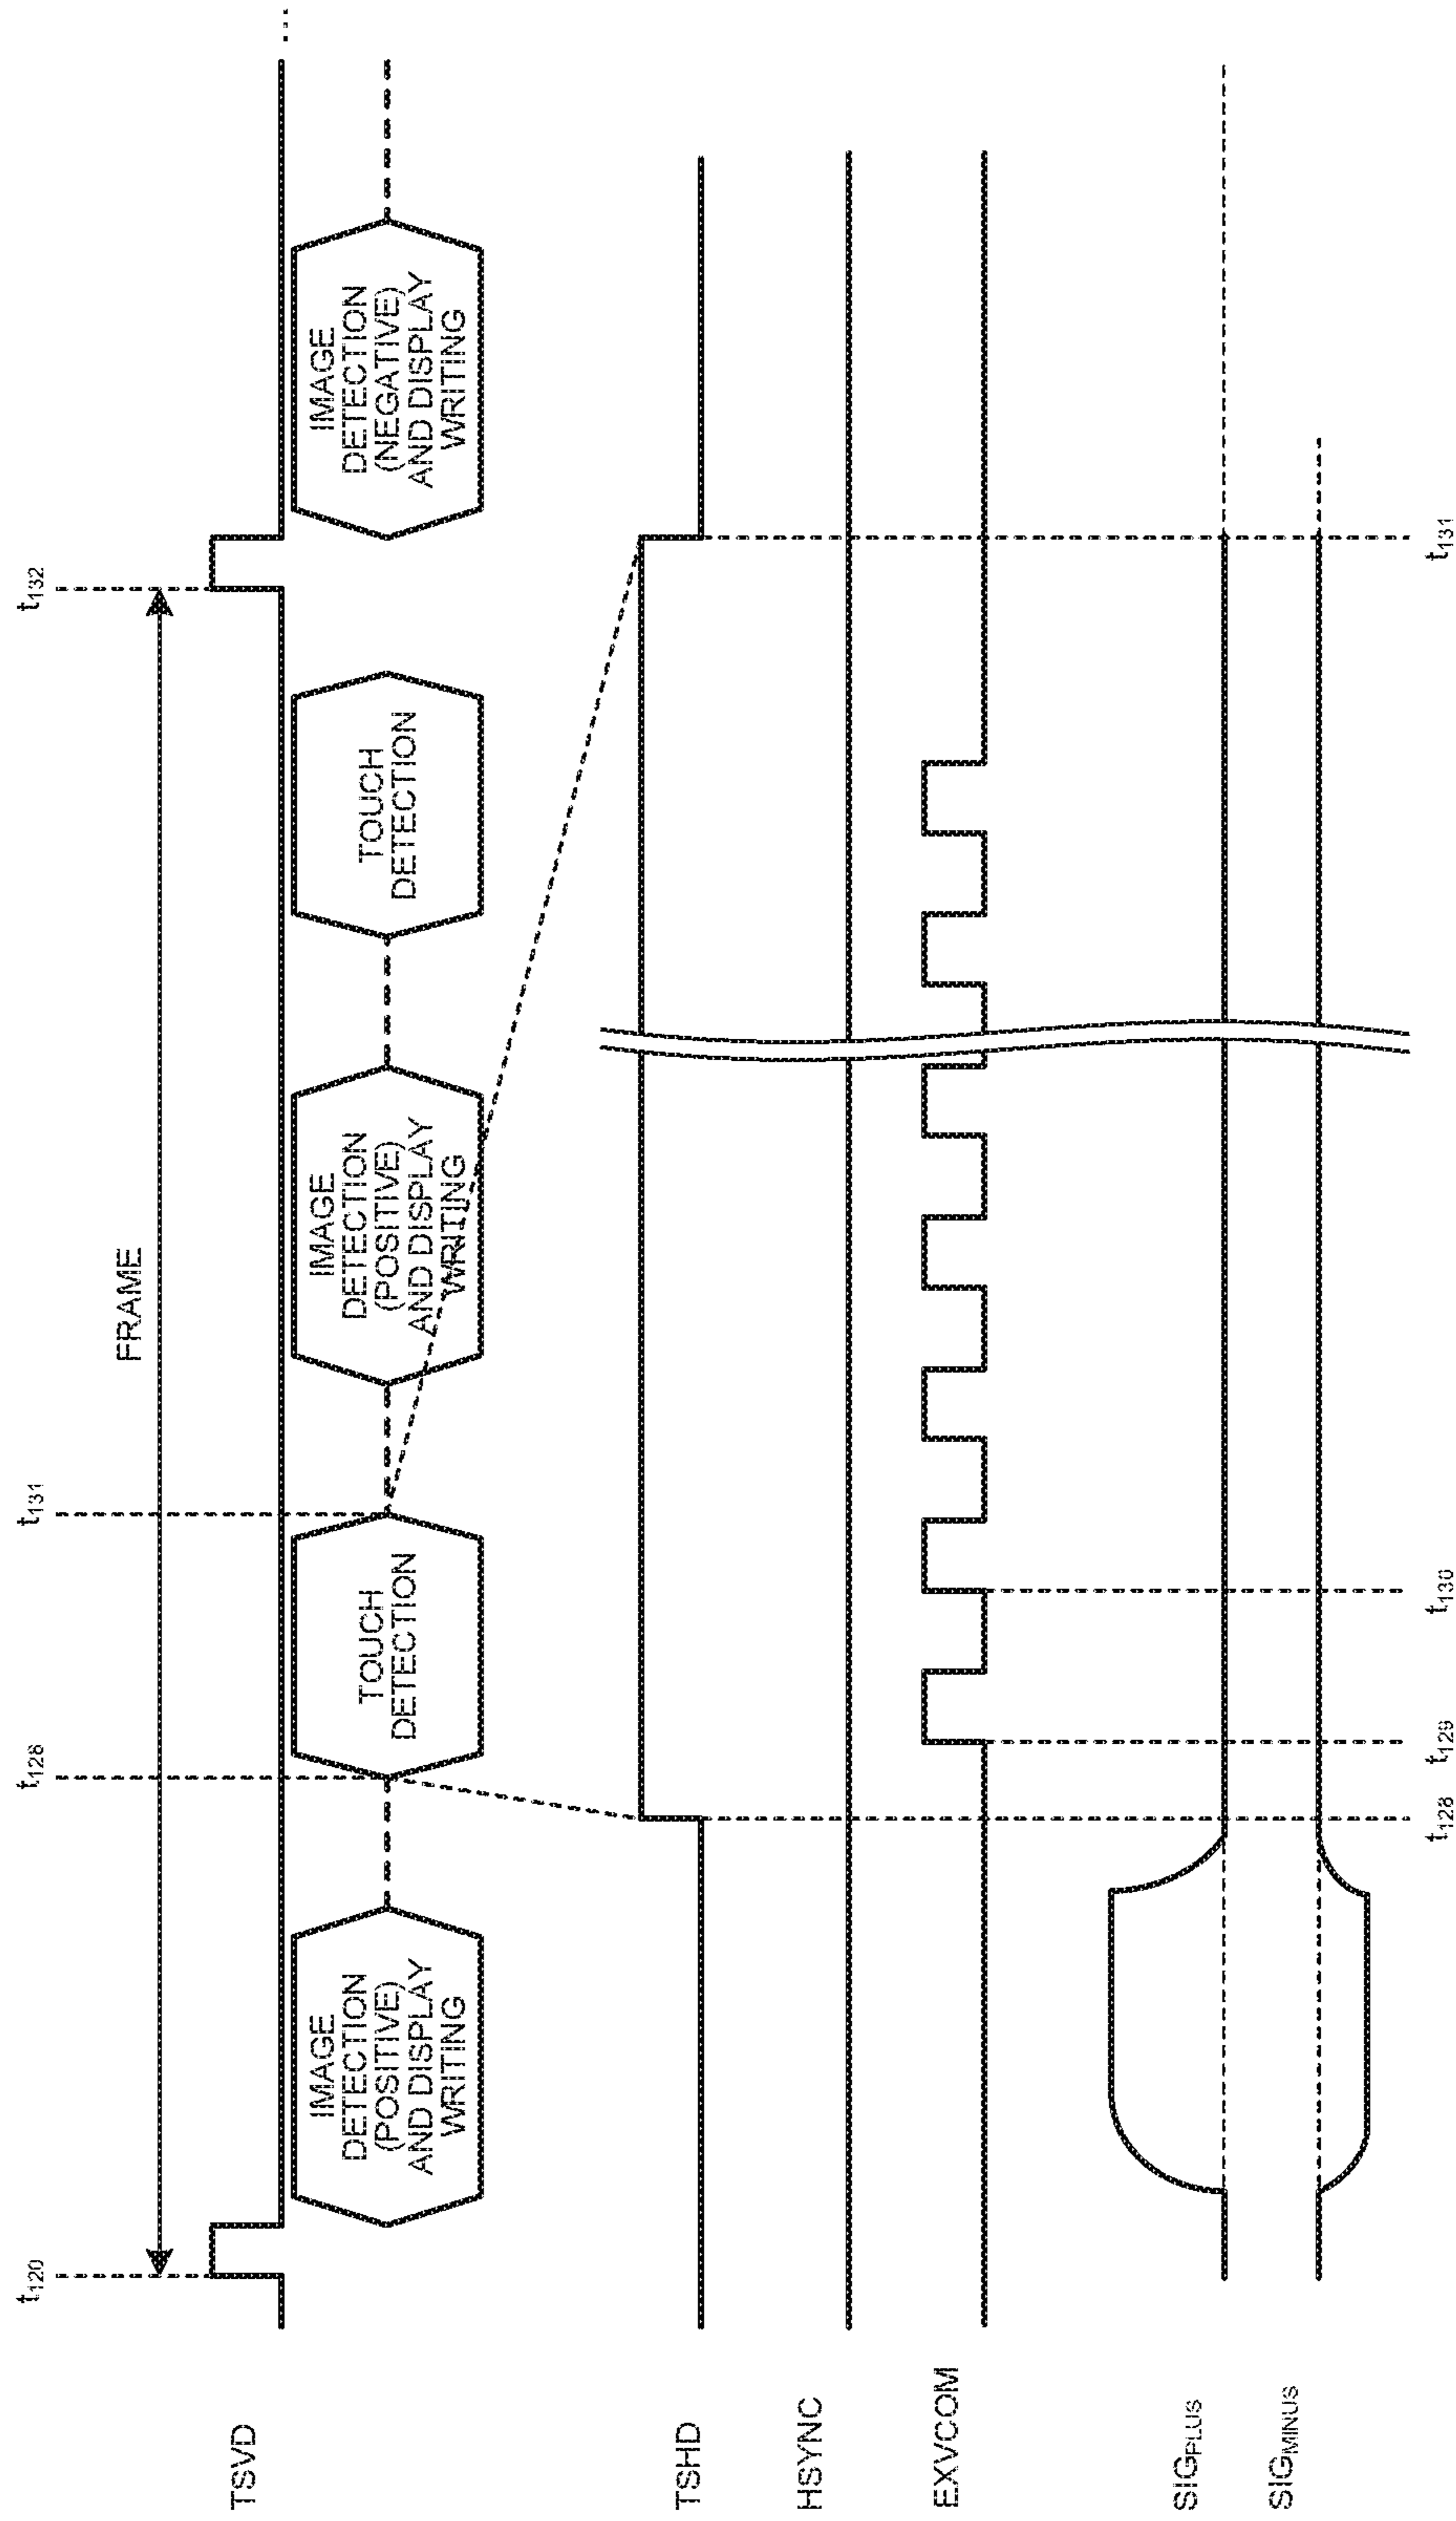 t120
t128
t131
t132
FRAME
TSVD
...
IMAGE
DETECTION
(POSITIVE)
AND DISPLAY
WRITING
TOUCH
DETECTION
IMAGE
DETECTION
(POSITIVE)
AND DISPLAY
WRITING
TOUCH
DETECTION
IMAGE
DETECTION
(NEGATIVE)
AND DISPLAY
WRITING
TSHD
HSYNC
EXVCOM
SIGPLUS
SIGMINUS
t128
t129
t130
t131